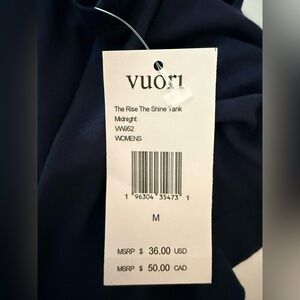 vuori
The Rise The Shine Tank
Midnight
VW952
WOMENS
1 96304 35473 1
M
MSRP $ 36.00 USD
MSRP $ 50.00 CAD